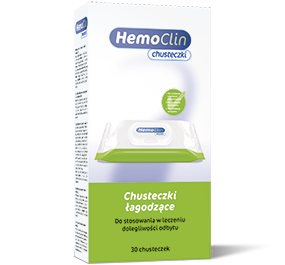 HemoClin
chusteczki
HemoClin
Chusteczki
łagodzące
Do stosowania w leczeniu
dolegliwości odbytu
30 chusteczek